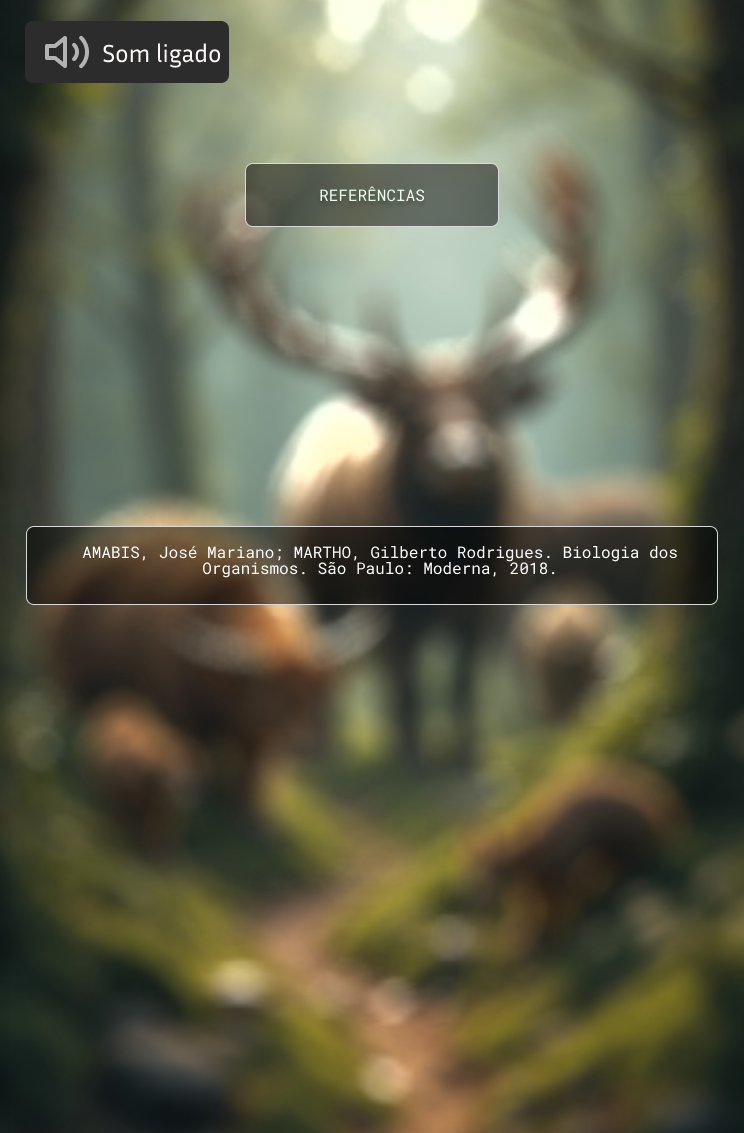 Som ligado
REFERÊNCIAS
AMABIS, José Mariano; MARTHO, Gilberto Rodrigues. Biologia dos
Organismos. São Paulo: Moderna, 2018.